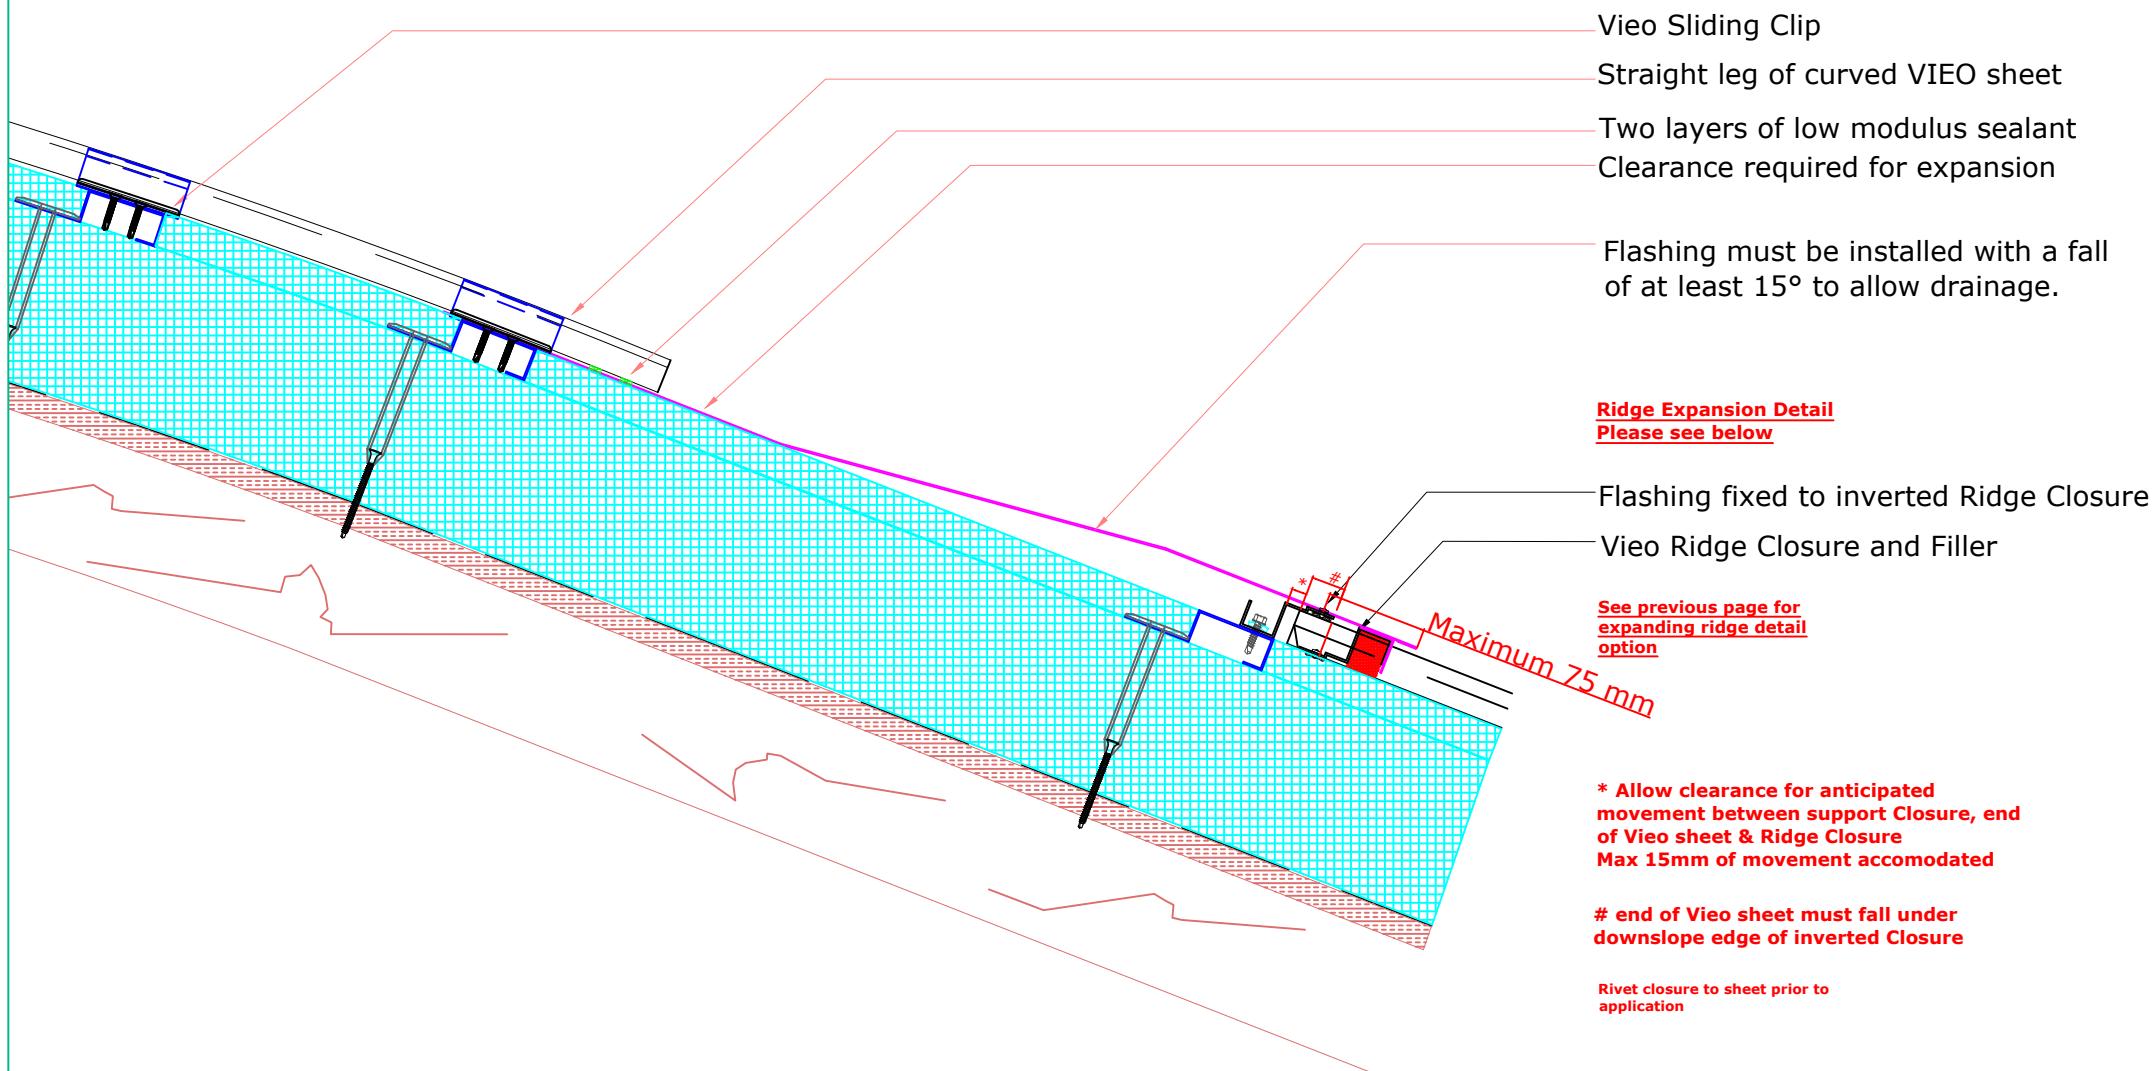 Vieo Sliding Clip
Straight leg of curved VIEO sheet
Two layers of low modulus sealant
Clearance required for expansion
Flashing must be installed with a fall
of at least 15° to allow drainage.
Ridge Expansion Detail
Please see below
Flashing fixed to inverted Ridge Closure
Vieo Ridge Closure and Filler
*
#
Maximum 75 mm
See previous page for
expanding ridge detail
option
* Allow clearance for anticipated
movement between support Closure, end
of Vieo sheet & Ridge Closure
Max 15mm of movement accomodated
# end of Vieo sheet must fall under
downslope edge of inverted Closure
Rivet closure to sheet prior to
application